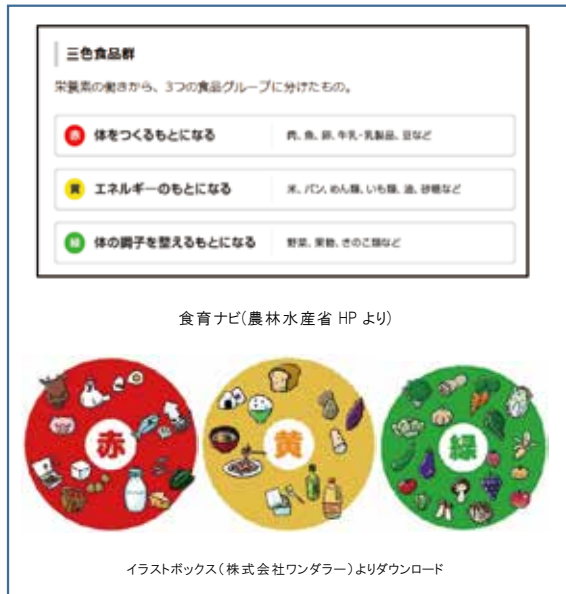 三色食品群
栄養素の働きから、3つの食品グループに分けたもの。
赤 体をつくるもとになる 肉、魚、卵、牛乳・乳製品、豆など
黄 エネルギーのもとになる 米、パン、めん類、いも類、油、砂糖など
緑 体の調子を整えるもとになる 野菜、果物、きのこ類など
食育ナビ(農林水産省 HP より)
赤 黄 緑
イラストボックス(株式会社ワンダラー)よりダウンロード